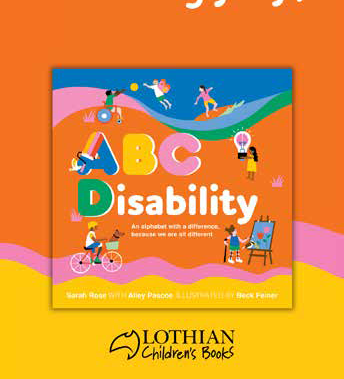 ABC
Disability
An alphabet with a difference,
because we are all different
Sarah Rose WITH Alley Pascoe ILLUSTRATED BY Beck Feiner
LOTHIAN
Children's Books